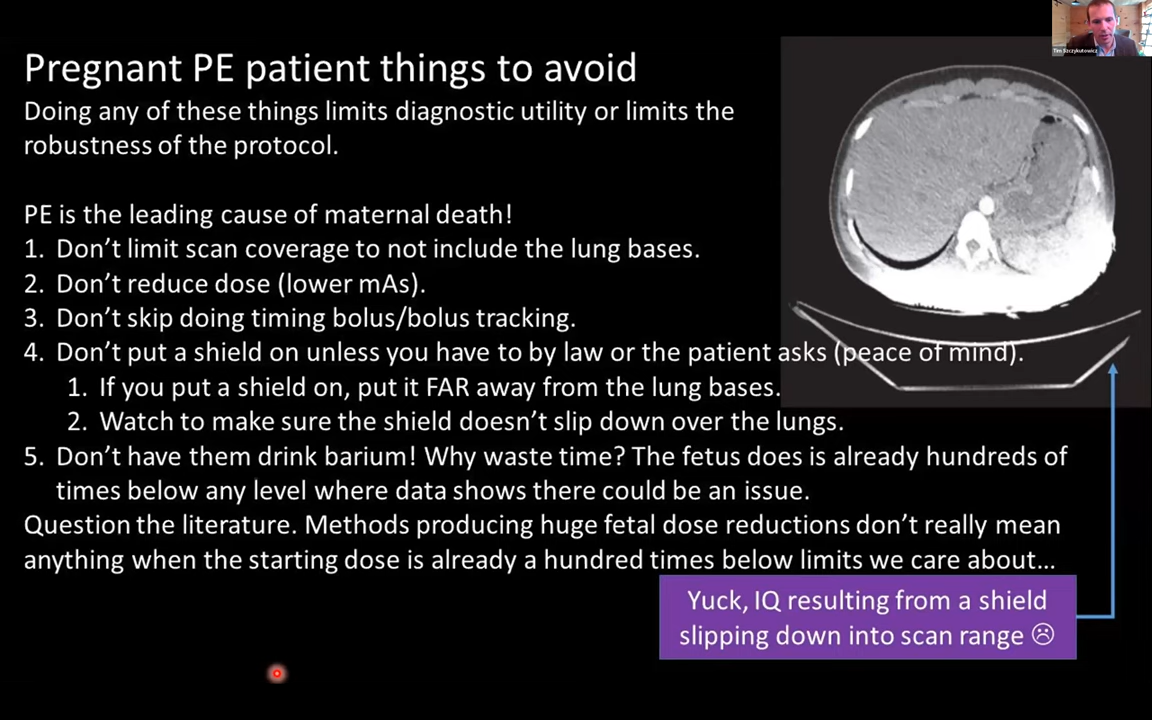 Tim Szczykutowicz
Pregnant PE patient things to avoid
Doing any of these things limits diagnostic utility or limits the
robustness of the protocol.
PE is the leading cause of maternal death!
1. Don’t limit scan coverage to not include the lung bases.
2. Don’t reduce dose (lower mAs).
3. Don’t skip doing timing bolus/bolus tracking.
4. Don’t put a shield on unless you have to by law or the patient asks (peace of mind).
1. If you put a shield on, put it FAR away from the lung bases.
2. Watch to make sure the shield doesn’t slip down over the lungs.
5. Don’t have them drink barium! Why waste time? The fetus does is already hundreds of
times below any level where data shows there could be an issue.
Question the literature. Methods producing huge fetal dose reductions don’t really mean
anything when the starting dose is already a hundred times below limits we care about…
Yuck, IQ resulting from a shield
slipping down into scan range ☹